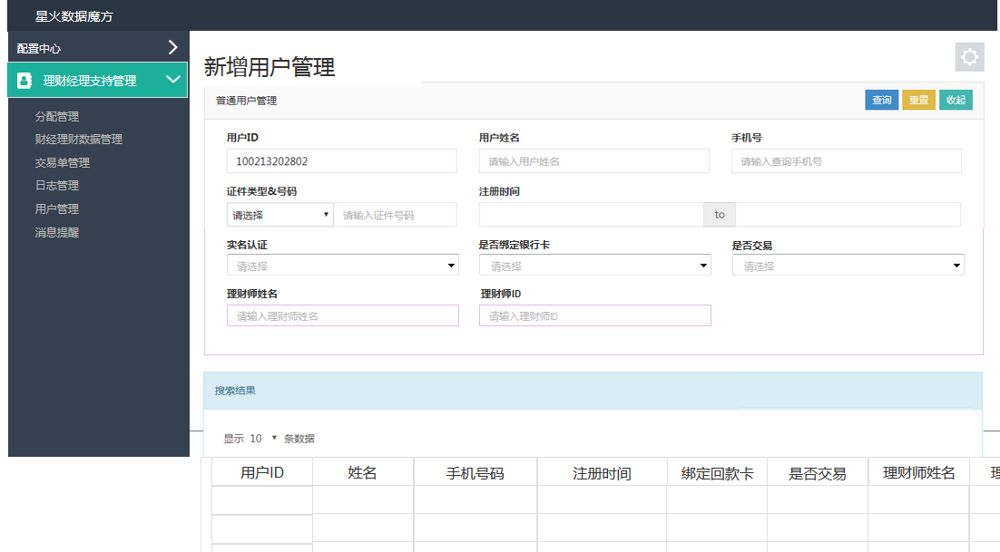 星火数据魔方
配置中心
理财经理支持管理
分配管理
财经理财数据管理
交易单管理
日志管理
用户管理
消息提醒
新增用户管理
普通用户管理 查询 重置 收起
用户ID 用户姓名 手机号
100213202802 请输入用户姓名 请输入查询手机号
证件类型&号码 注册时间
请选择 请输入证件号码 to
实名认证 是否绑定银行卡 是否交易
请选择 请选择 请选择
理财师姓名 理财师ID
请输入理财师姓名 请输入理财师ID
搜索结果
显示 10 条数据
用户ID 姓名 手机号码 注册时间 绑定回款卡 是否交易 理财师姓名 理